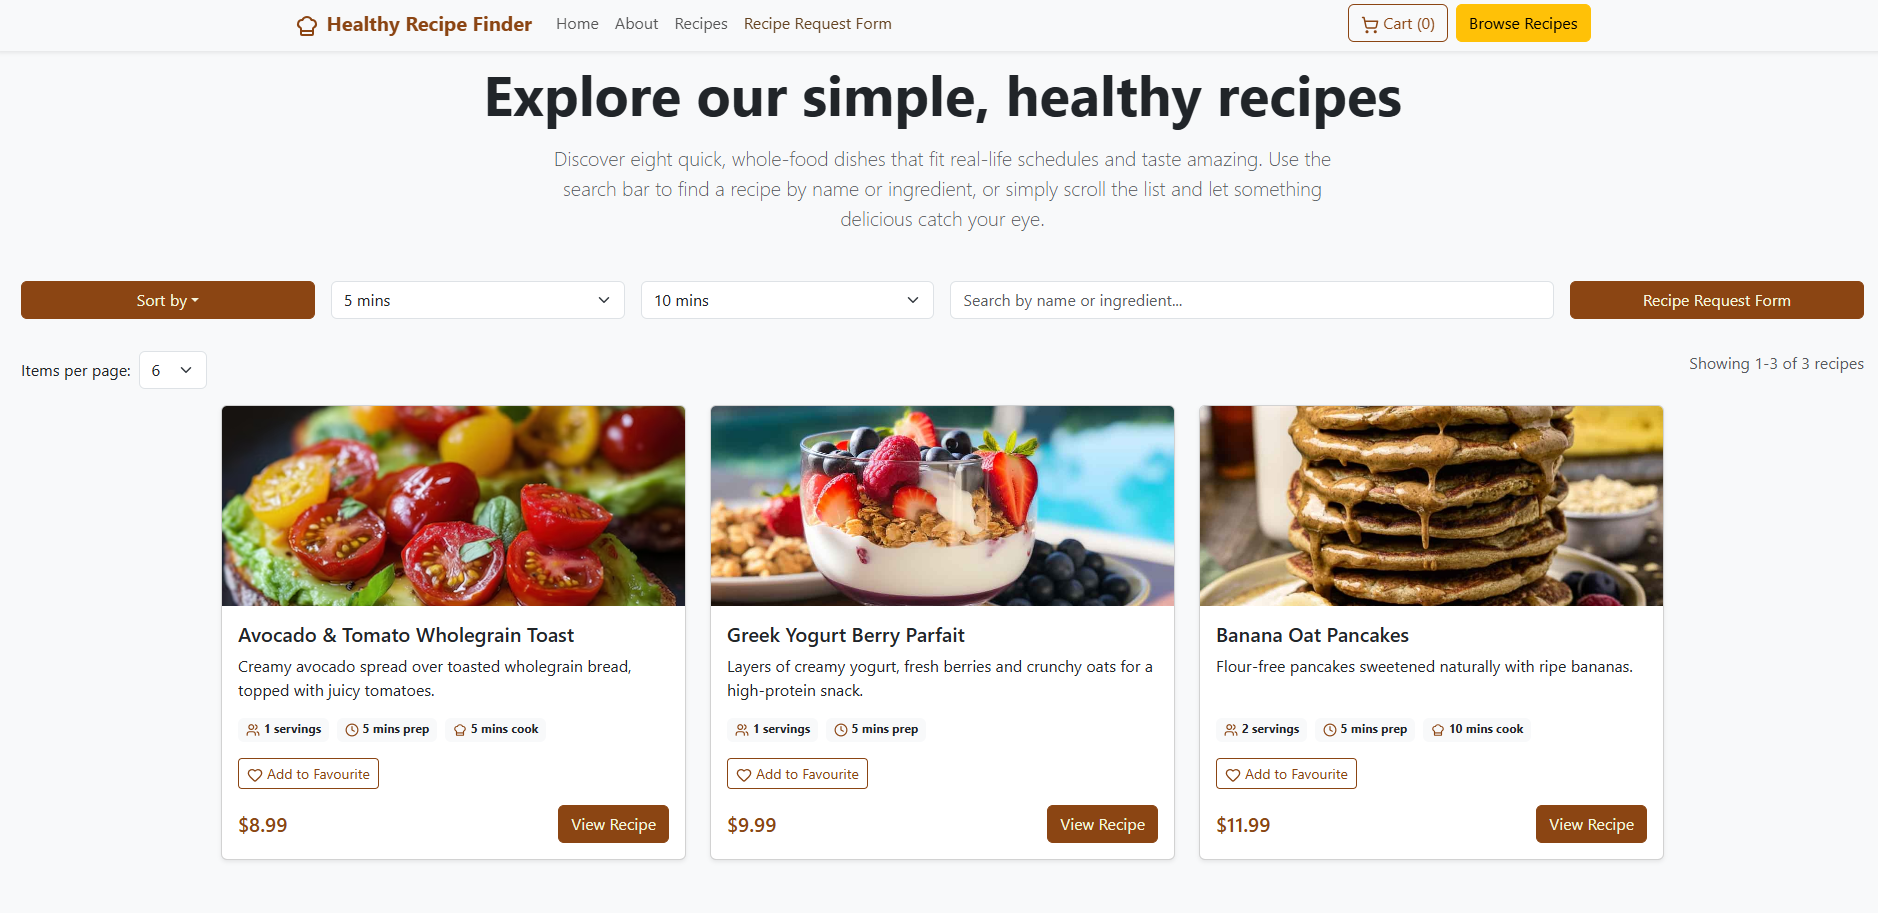 Healthy Recipe Finder
Home
About
Recipes
Recipe Request Form
Cart (0)
Browse Recipes
Explore our simple, healthy recipes
Discover eight quick, whole-food dishes that fit real-life schedules and taste amazing. Use the
search bar to find a recipe by name or ingredient, or simply scroll the list and let something
delicious catch your eye.
Sort by
5 mins
10 mins
Search by name or ingredient...
Recipe Request Form
Items per page:
6
Showing 1-3 of 3 recipes
Avocado & Tomato Wholegrain Toast
Creamy avocado spread over toasted wholegrain bread,
topped with juicy tomatoes.
1 servings
5 mins prep
5 mins cook
Add to Favourite
$8.99
View Recipe
Greek Yogurt Berry Parfait
Layers of creamy yogurt, fresh berries and crunchy oats for a
high-protein snack.
1 servings
5 mins prep
Add to Favourite
$9.99
View Recipe
Banana Oat Pancakes
Flour-free pancakes sweetened naturally with ripe bananas.
2 servings
5 mins prep
10 mins cook
Add to Favourite
$11.99
View Recipe